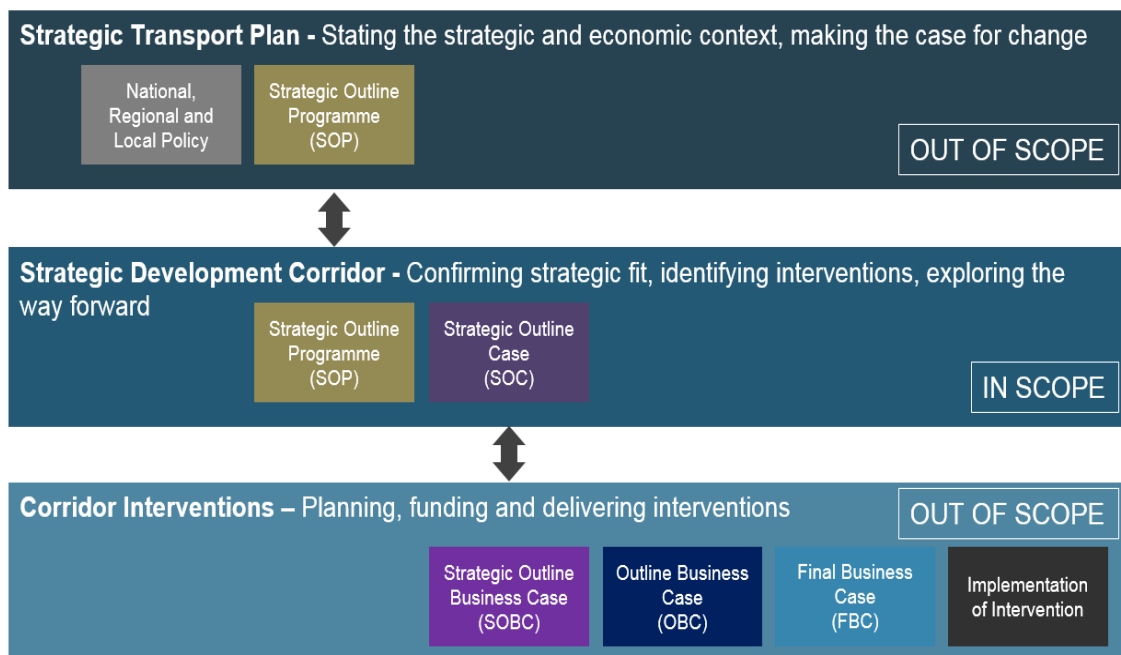 Strategic Transport Plan - Stating the strategic and economic context, making the case for change
National,
Regional and
Local Policy
Strategic Outline
Programme
(SOP)
OUT OF SCOPE
Strategic Development Corridor - Confirming strategic fit, identifying interventions, exploring the
way forward
Strategic Outline
Programme
(SOP)
Strategic Outline
Case
(SOC)
IN SCOPE
Corridor Interventions – Planning, funding and delivering interventions
OUT OF SCOPE
Strategic Outline
Business Case
(SOBC)
Outline Business
Case
(OBC)
Final Business
Case
(FBC)
Implementation
of Intervention